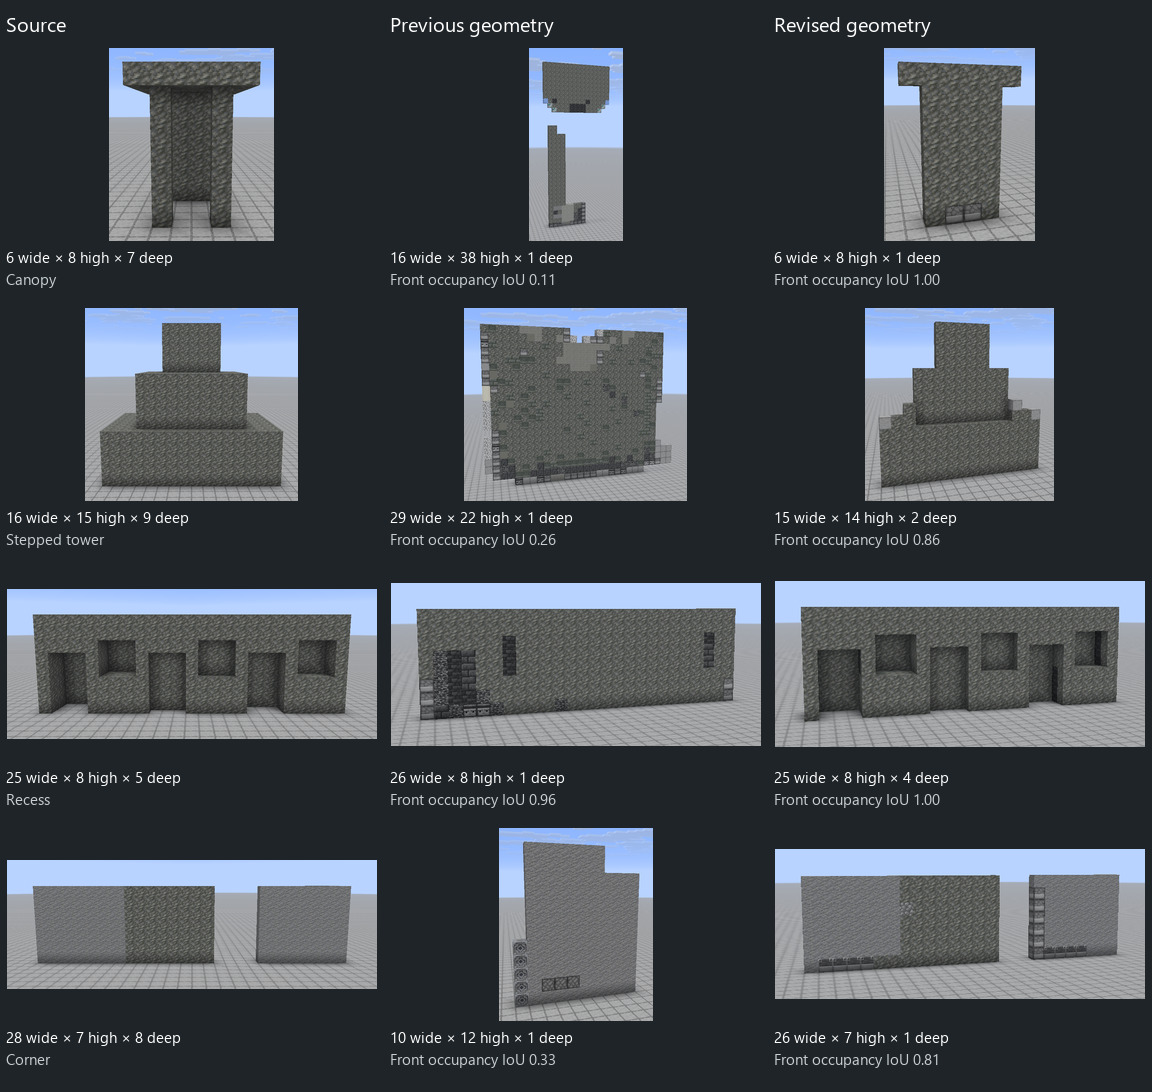 Source Previous geometry Revised geometry
6 wide × 8 high × 7 deep 16 wide × 38 high × 1 deep 6 wide × 8 high × 1 deep
Canopy Front occupancy IoU 0.11 Front occupancy IoU 1.00
16 wide × 15 high × 9 deep 29 wide × 22 high × 1 deep 15 wide × 14 high × 2 deep
Stepped tower Front occupancy IoU 0.26 Front occupancy IoU 0.86
25 wide × 8 high × 5 deep 26 wide × 8 high × 1 deep 25 wide × 8 high × 4 deep
Recess Front occupancy IoU 0.96 Front occupancy IoU 1.00
28 wide × 7 high × 8 deep 10 wide × 12 high × 1 deep 26 wide × 7 high × 1 deep
Corner Front occupancy IoU 0.33 Front occupancy IoU 0.81